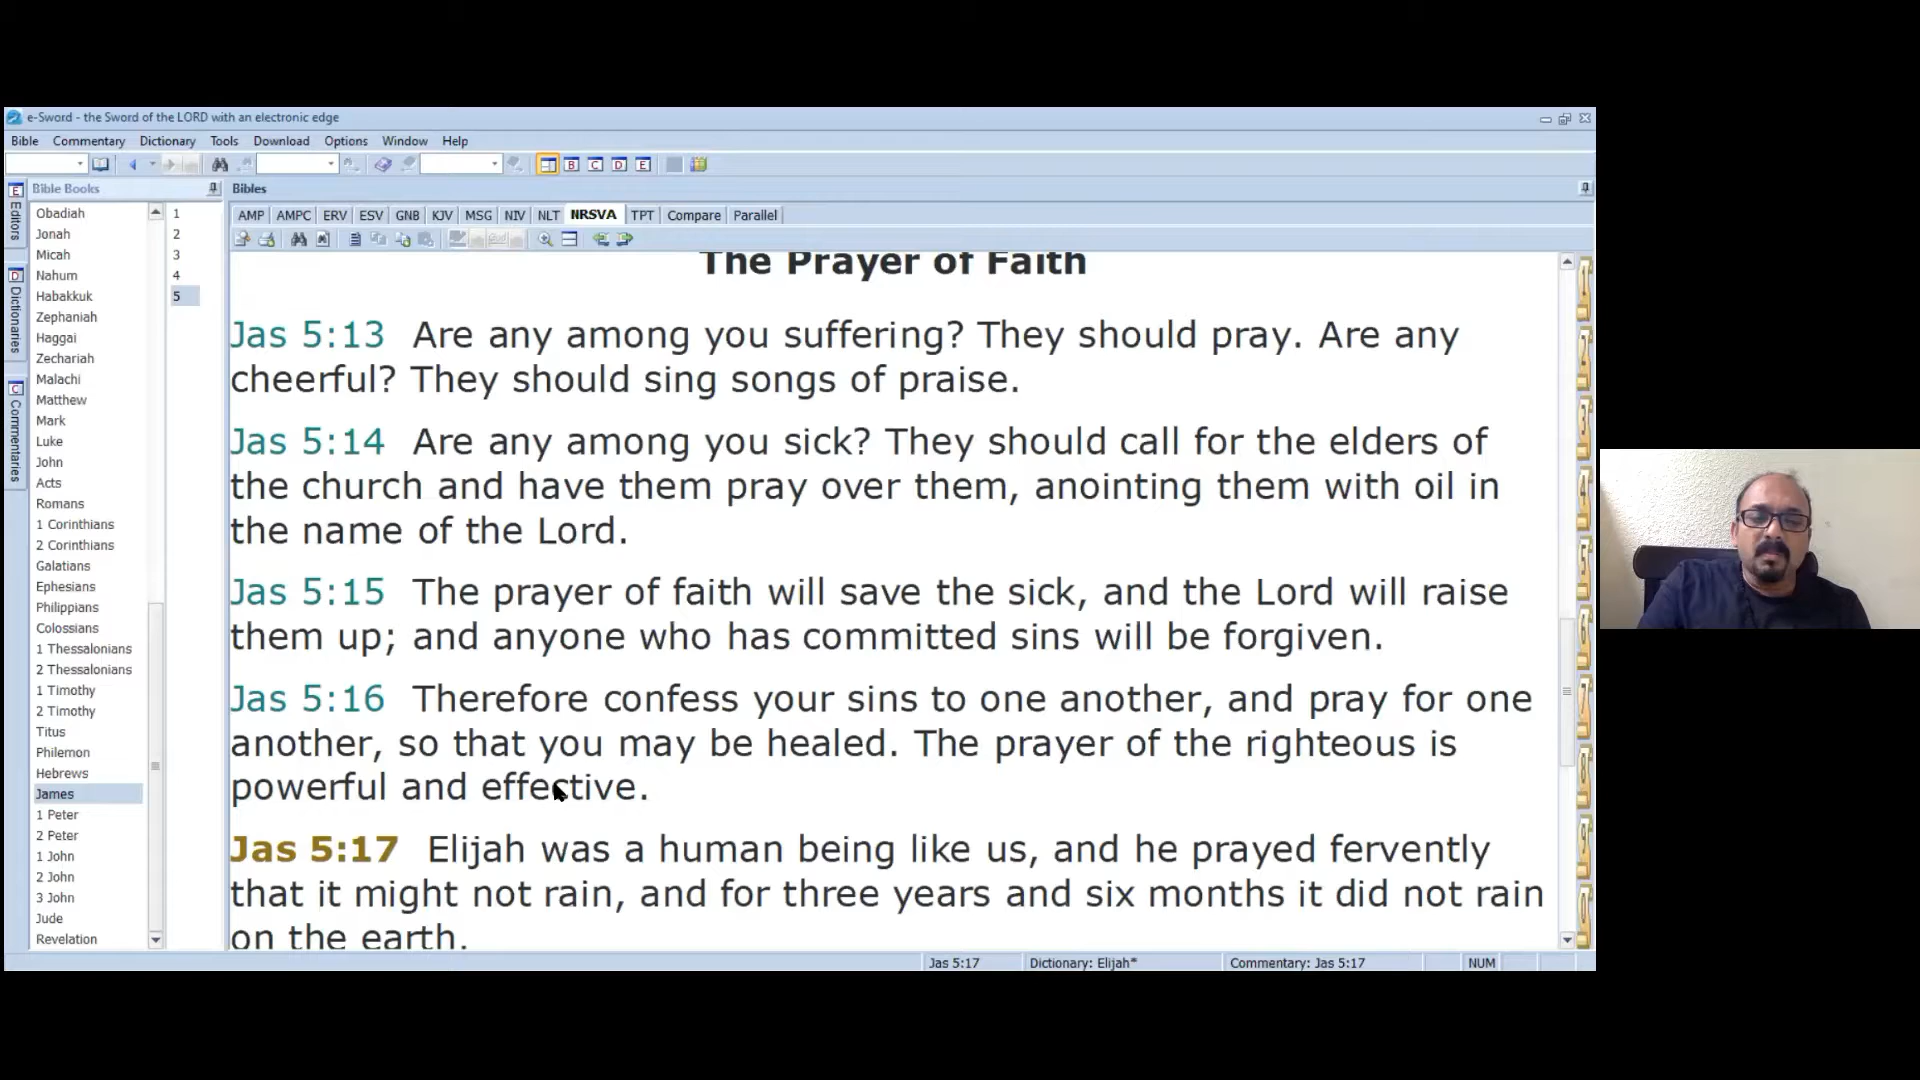 e-Sword - the Sword of the LORD with an electronic edge
Bible Commentary Dictionary Tools Download Options Window Help
B C D E
Bible Books
Bibles
E Editors
D Dictionaries
C Commentaries
Obadiah
Jonah
Micah
Nahum
Habakkuk
Zephaniah
Haggai
Zechariah
Malachi
Matthew
Mark
Luke
John
Acts
Romans
1 Corinthians
2 Corinthians
Galatians
Ephesians
Philippians
Colossians
1 Thessalonians
2 Thessalonians
1 Timothy
2 Timothy
Titus
Philemon
Hebrews
James
1 Peter
2 Peter
1 John
2 John
3 John
Jude
Revelation
1
2
3
4
5
AMP AMPC ERV ESV GNB KJV MSG NIV NLT NRSVA TPT Compare Parallel
The Prayer of Faith
Jas 5:13 Are any among you suffering? They should pray. Are any
cheerful? They should sing songs of praise.
Jas 5:14 Are any among you sick? They should call for the elders of
the church and have them pray over them, anointing them with oil in
the name of the Lord.
Jas 5:15 The prayer of faith will save the sick, and the Lord will raise
them up; and anyone who has committed sins will be forgiven.
Jas 5:16 Therefore confess your sins to one another, and pray for one
another, so that you may be healed. The prayer of the righteous is
powerful and effective.
Jas 5:17 Elijah was a human being like us, and he prayed fervently
that it might not rain, and for three years and six months it did not rain
on the earth.
1
2
3
4
5
6
7
8
9
0
Jas 5:17 Dictionary: Elijah* Commentary: Jas 5:17 NUM